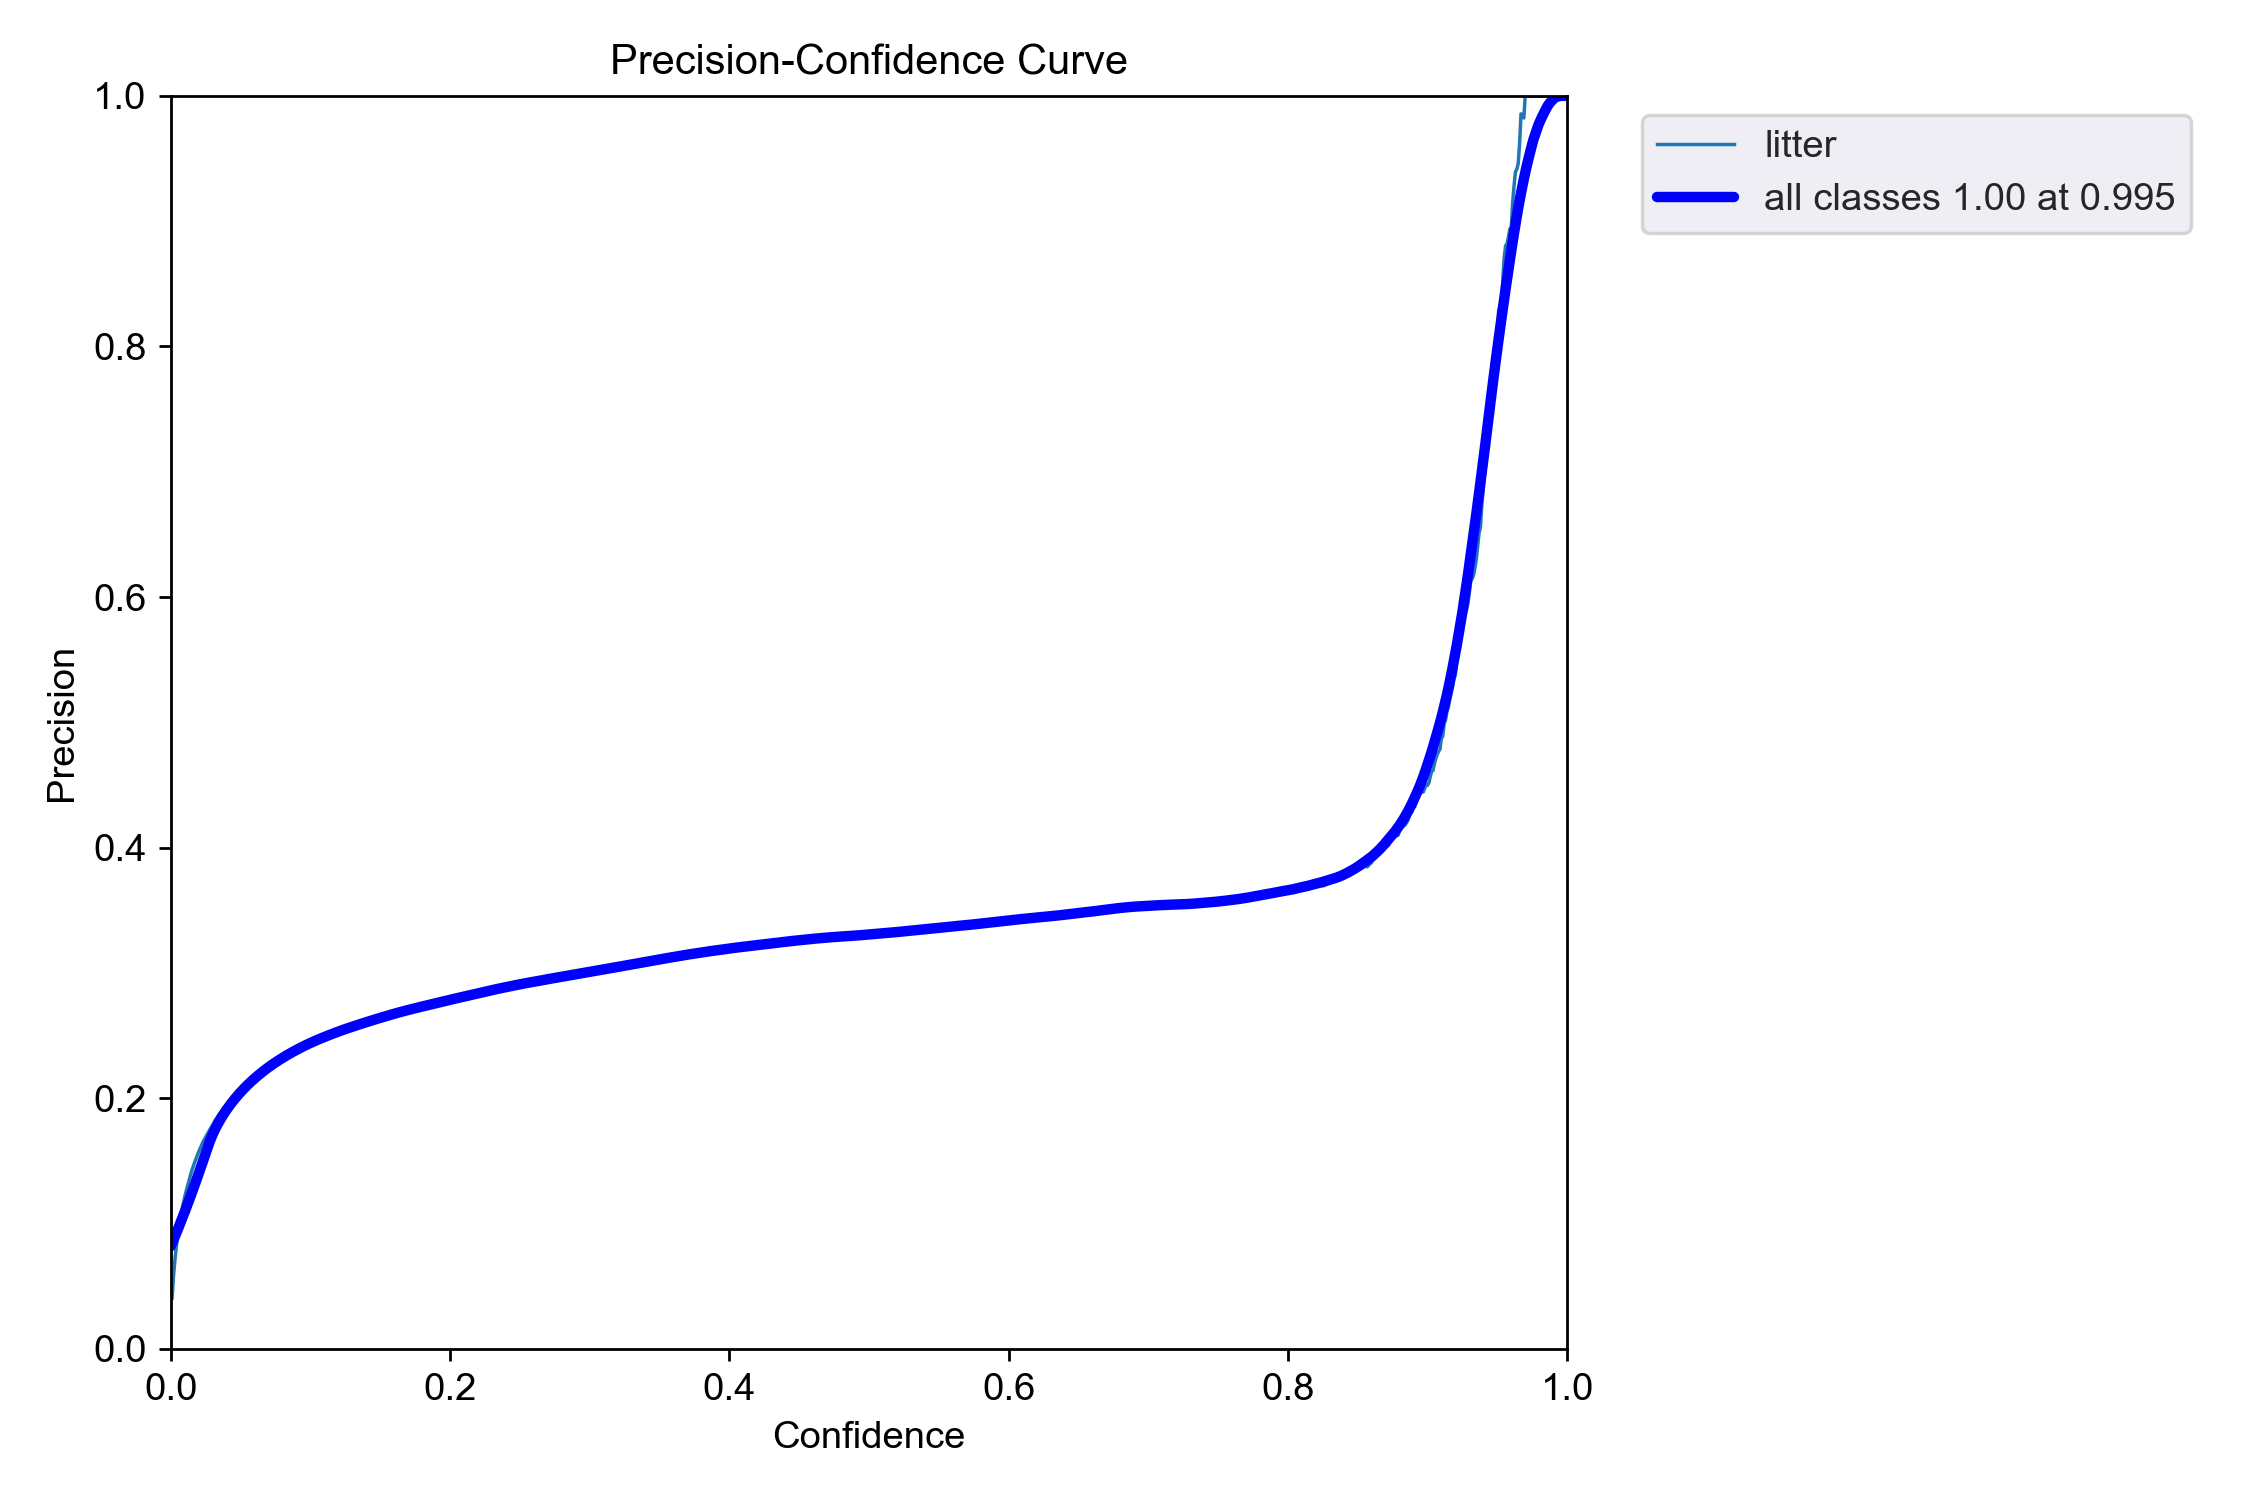 Precision-Confidence Curve
1.0
0.8
0.6
0.4
0.2
0.0
Precision
0.0 0.2 0.4 0.6 0.8 1.0
Confidence
litter
all classes 1.00 at 0.995